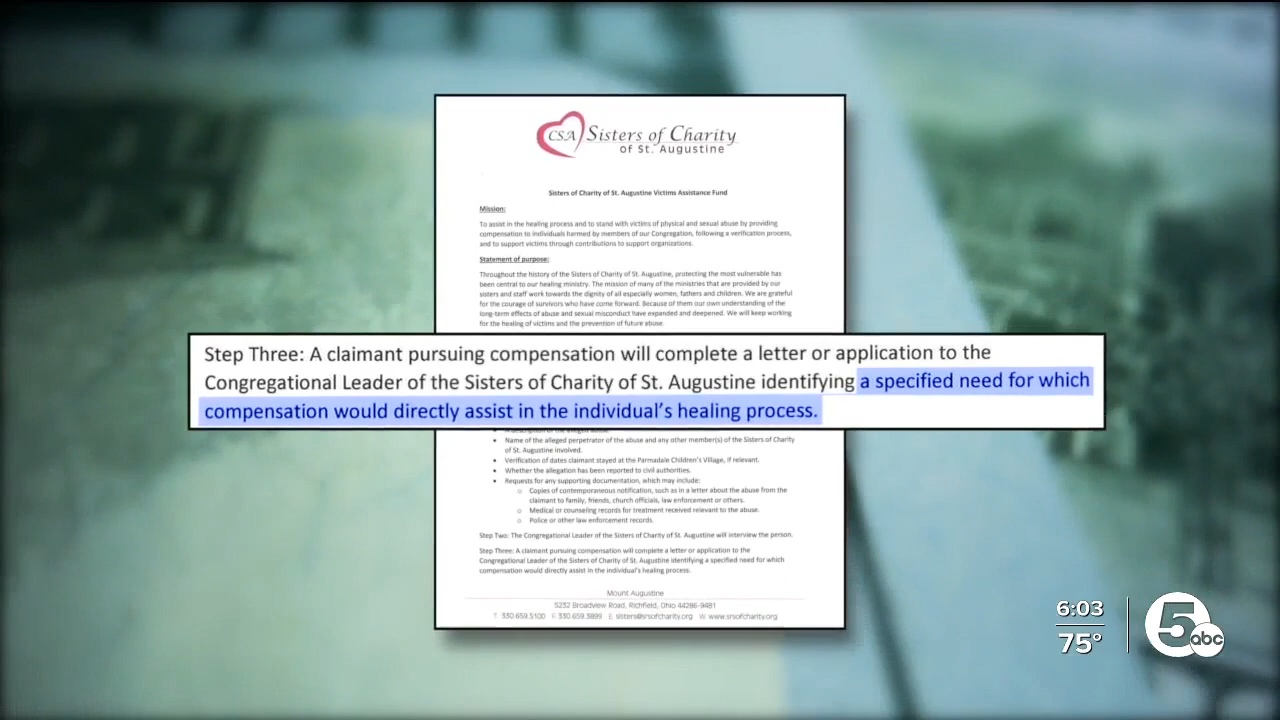 CSA Sisters of Charity
of St. Augustine
Sisters of Charity of St. Augustine Victims Assistance Fund
Mission:
To assist in the healing process and to stand with victims of physical and sexual abuse by providing
compensation to individuals harmed by members of our Congregation, following a verification process,
and to support victims through contributions to support organizations.
Statement of purpose:
Throughout the history of the Sisters of Charity of St. Augustine, protecting the most vulnerable has
been central to our healing ministry. The mission of many of the ministries that are provided by our
sisters and staff work towards the dignity of all especially women, fathers and children. We are grateful
for the courage of survivors who have come forward. Because of them our own understanding of the
long-term effects of abuse and sexual misconduct have expanded and deepened. We will keep working
for the healing of victims and the prevention of future abuse.
Step Three: A claimant pursuing compensation will complete a letter or application to the
Congregational Leader of the Sisters of Charity of St. Augustine identifying a specified need for which
compensation would directly assist in the individual's healing process.
• Name of the alleged perpetrator of the abuse and any other member(s) of the Sisters of Charity
of St. Augustine involved.
• Verification of dates claimant stayed at the Parmadale Children's Village, if relevant.
• Whether the allegation has been reported to civil authorities.
• Requests for any supporting documentation, which may include:
o Copies of contemporaneous notification, such as in a letter about the abuse from the
claimant to family, friends, church officials, law enforcement or others.
o Medical or counseling records for treatment received relevant to the abuse.
o Police or other law enforcement records.
Step Two: The Congregational Leader of the Sisters of Charity of St. Augustine will interview the person.
Step Three: A claimant pursuing compensation will complete a letter or application to the
Congregational Leader of the Sisters of Charity of St. Augustine identifying a specified need for which
compensation would directly assist in the individual's healing process.
Mount Augustine
5232 Broadview Road, Richfield, Ohio 44286-9481
T: 330.659.5100 F: 330.659.3899 E: sisters@srsofcharity.org W: www.srsofcharity.org
6:03
75°
5 abc